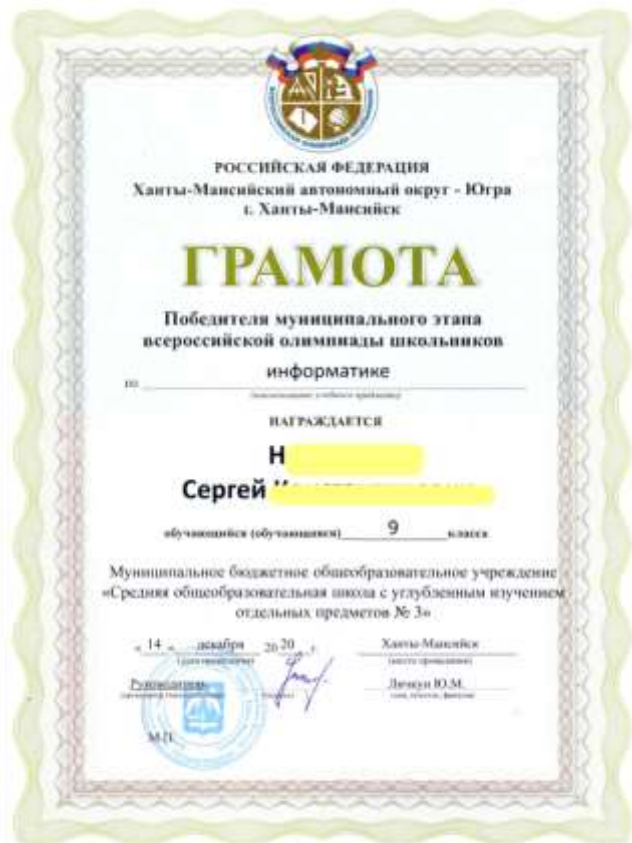 РОССИЙСКАЯ ФЕДЕРАЦИЯ
Ханты-Мансийский автономный округ - Югра
г. Ханты-Мансийск
ГРАМОТА
Победителя муниципального этапа
всероссийской олимпиады школьников
по информатике
НАГРАЖДАЕТСЯ
Н
Сергей
обучающийся (обучающаяся) 9 класса
Муниципальное бюджетное общеобразовательное учреждение
«Средняя общеобразовательная школа с углубленным изучением
отдельных предметов № 3»
« 14 » декабря 20 20 г. Ханты-Мансийск
Руководитель
М.П.